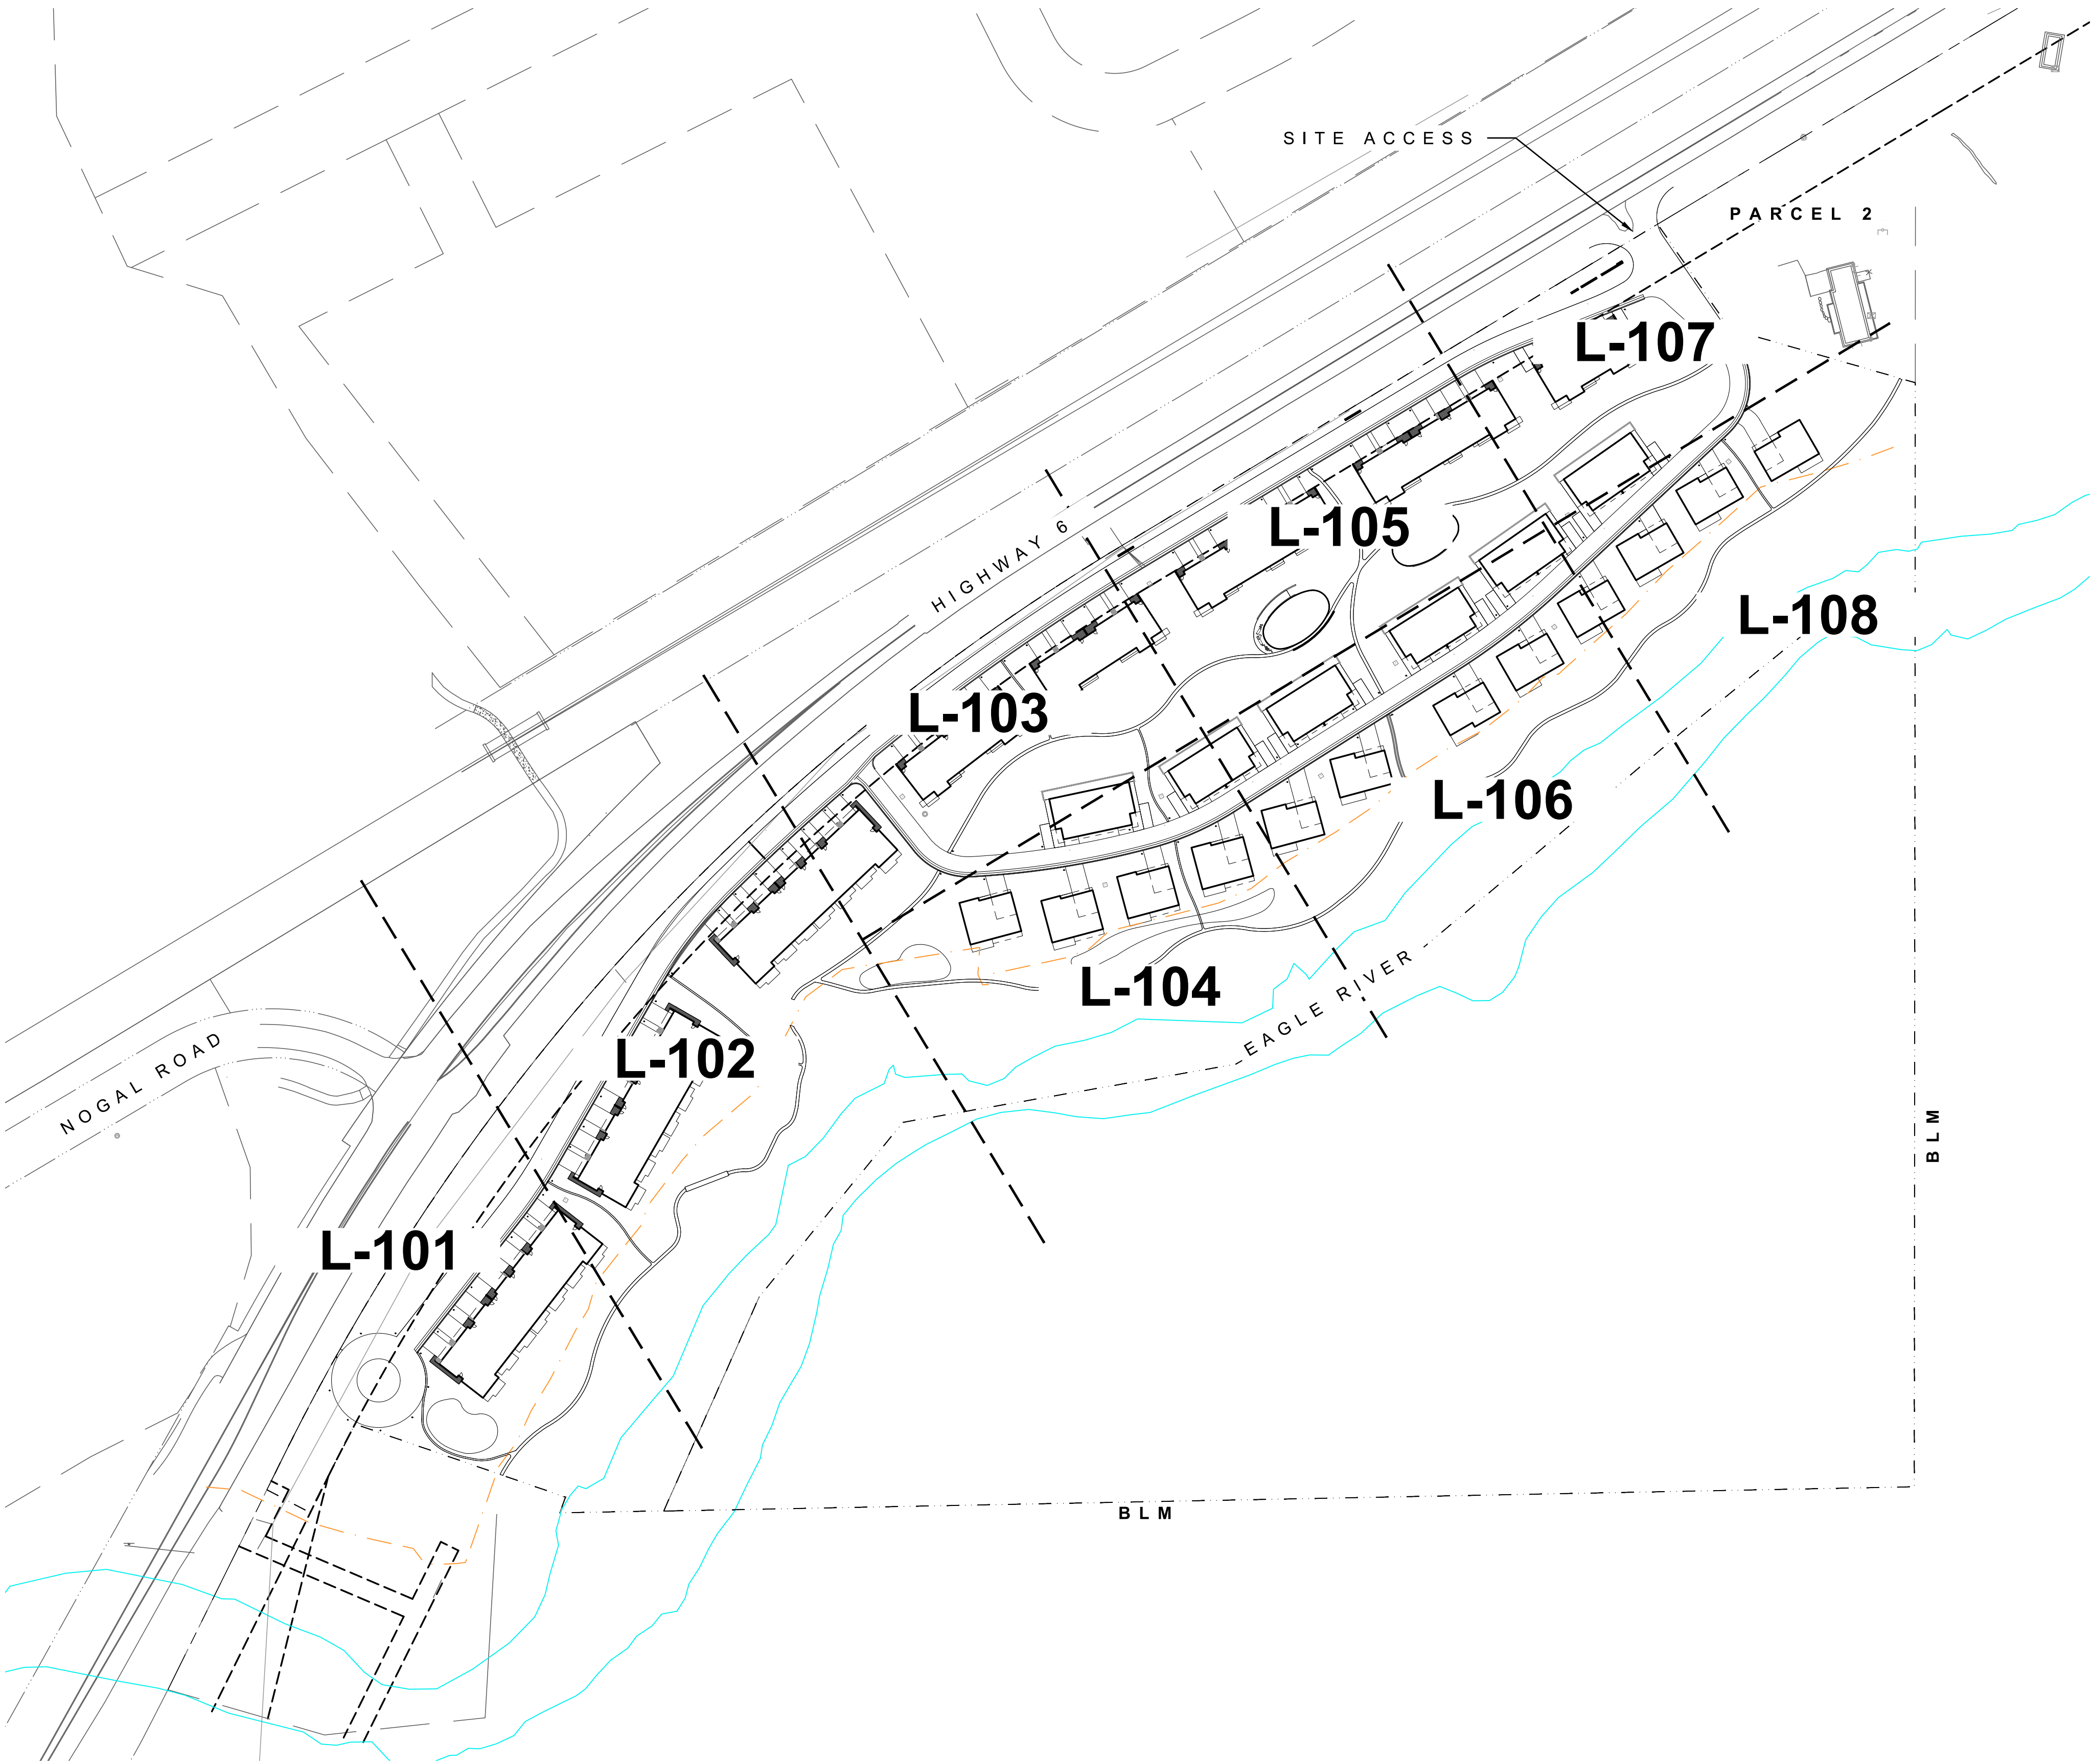 SITE ACCESS
PARCEL 2
L-107
HIGHWAY 6
L-105
L-108
L-103
L-106
L-104
EAGLE RIVER
NOGAL ROAD
L-102
BLM
L-101
BLM